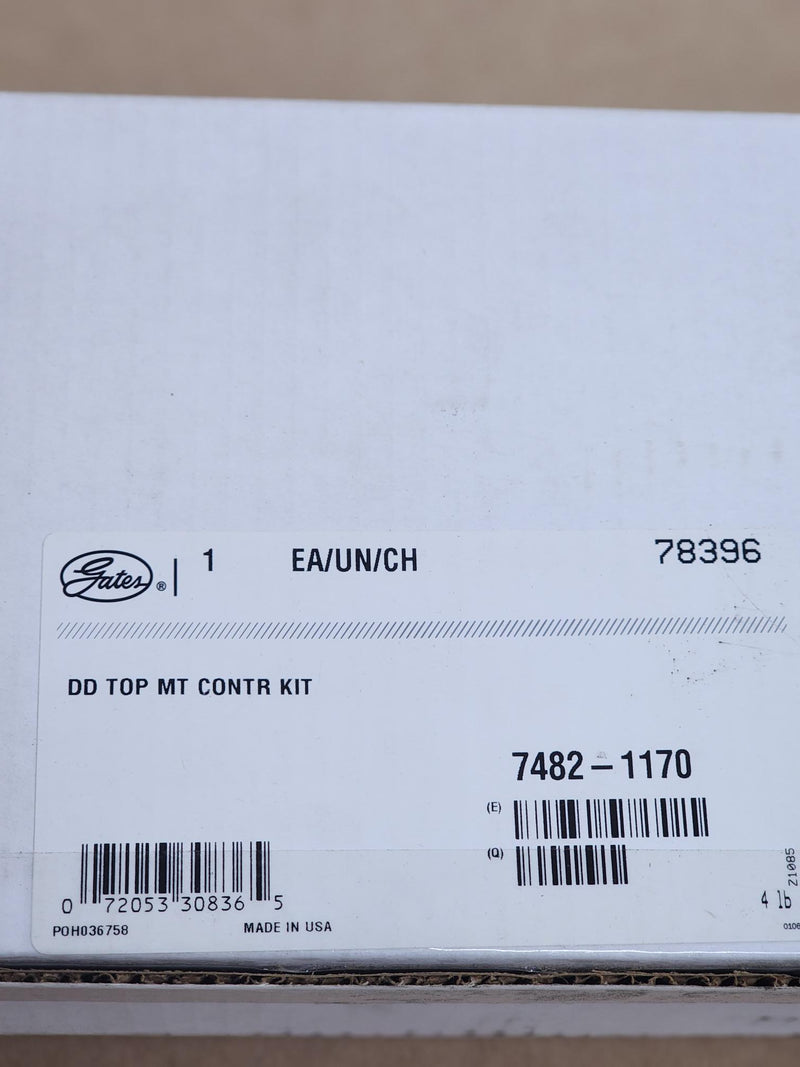 Gates® | 1 EA/UN/CH 78396
DD TOP MT CONTR KIT
7482-1170
(E)
(Q)
0 72053 30836 5
POH036758 MADE IN USA
Z1085
4 lb
0106